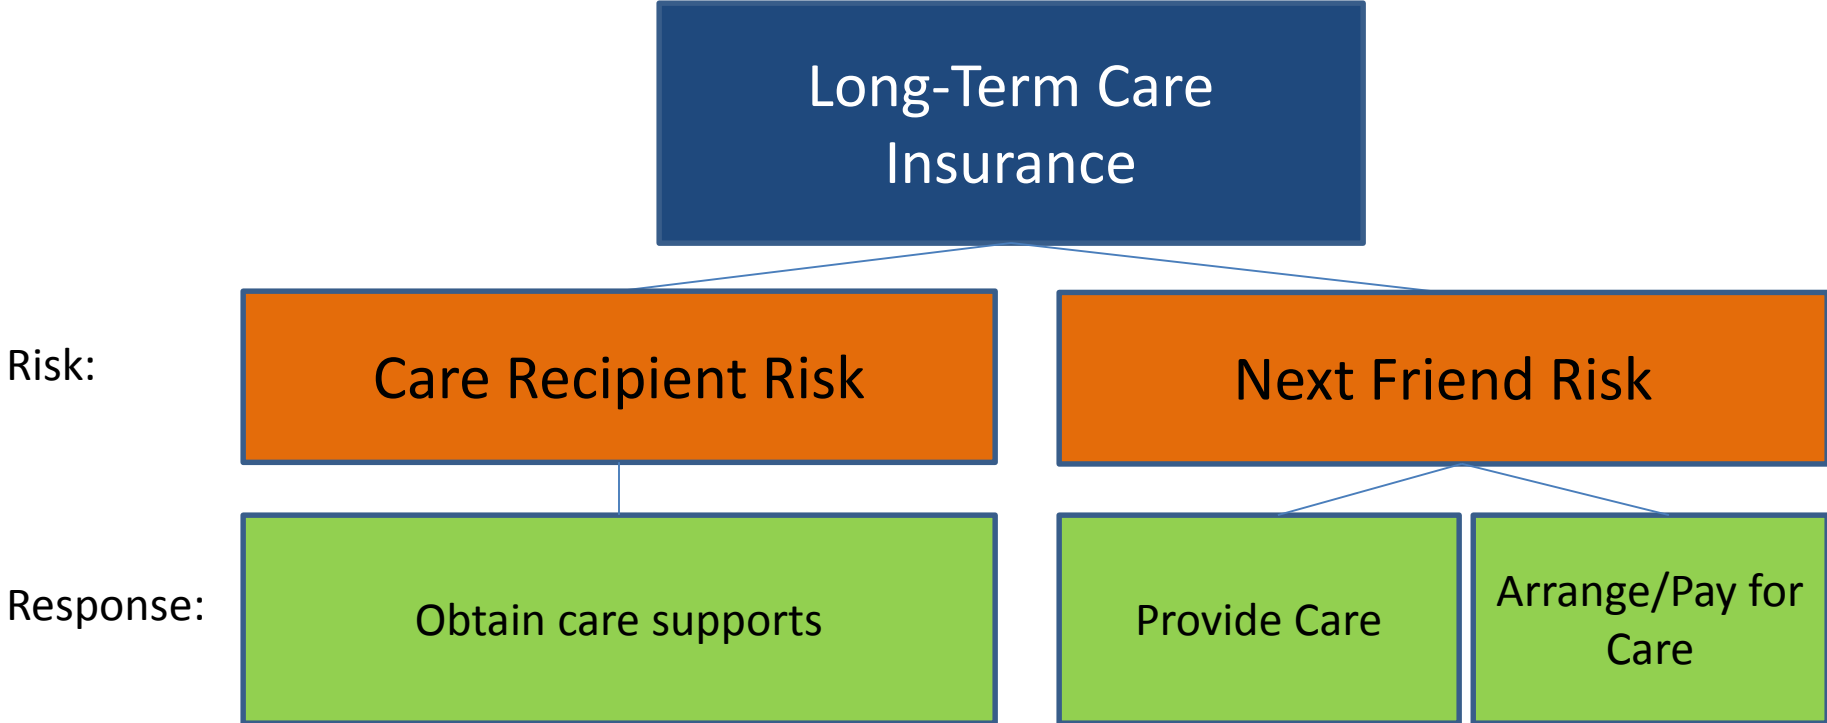 Long-Term Care
Insurance
Risk:
Care Recipient Risk
Next Friend Risk
Response:
Obtain care supports
Provide Care
Arrange/Pay for
Care